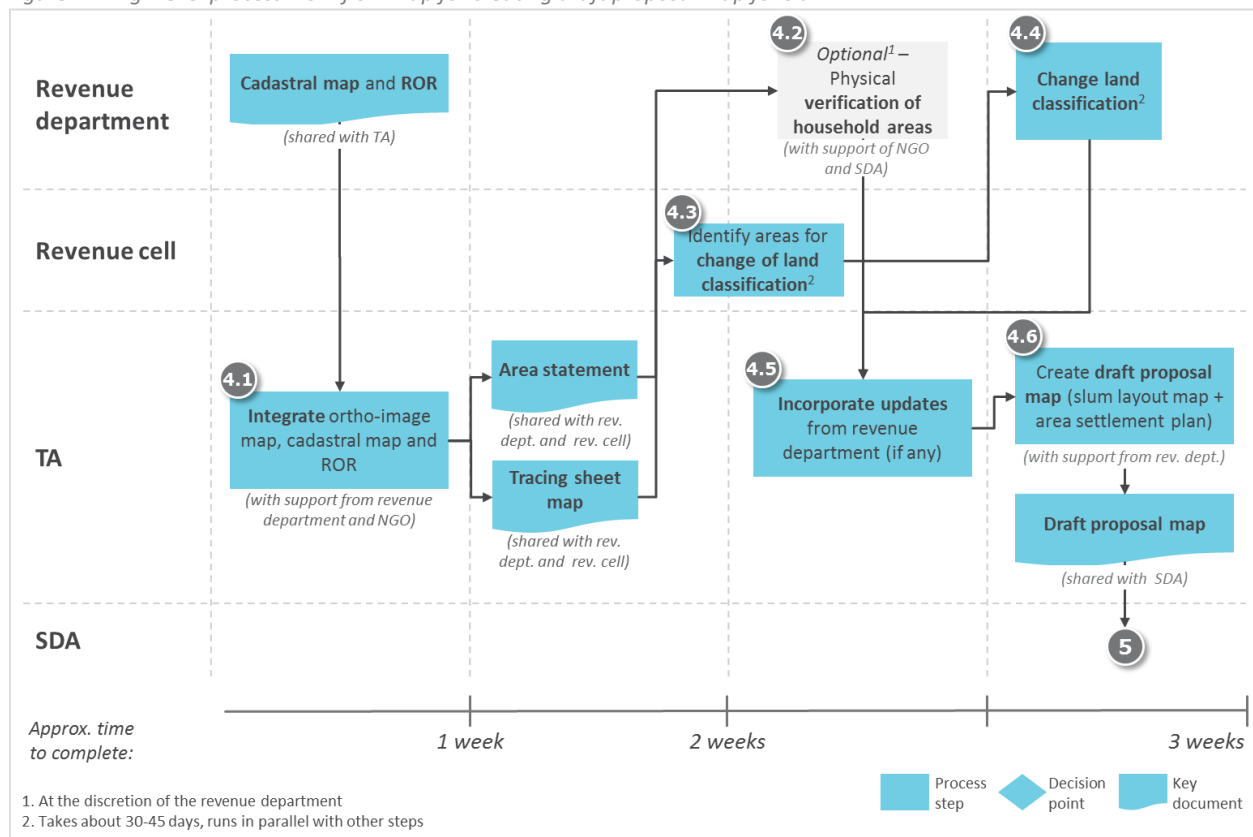 Revenue
department
Cadastral map and ROR
(shared with TA)
4.2
Optional1 –
Physical
verification of
household areas
(with support of NGO
and SDA)
4.4
Change land
classification2
Revenue cell
4.3
Identify areas for
change of land
classification2
TA
4.1
Integrate ortho-image
map, cadastral map and
ROR
(with support from revenue
department and NGO)
Area statement
(shared with rev.
dept. and rev. cell)
Tracing sheet
map
(shared with rev.
dept. and rev. cell)
4.5
Incorporate updates
from revenue
department (if any)
4.6
Create draft proposal
map (slum layout map +
area settlement plan)
(with support from rev. dept.)
Draft proposal map
(shared with SDA)
SDA
5
Approx. time
to complete:
1 week
2 weeks
3 weeks
Process
step
Decision
point
Key
document
1. At the discretion of the revenue department
2. Takes about 30-45 days, runs in parallel with other steps